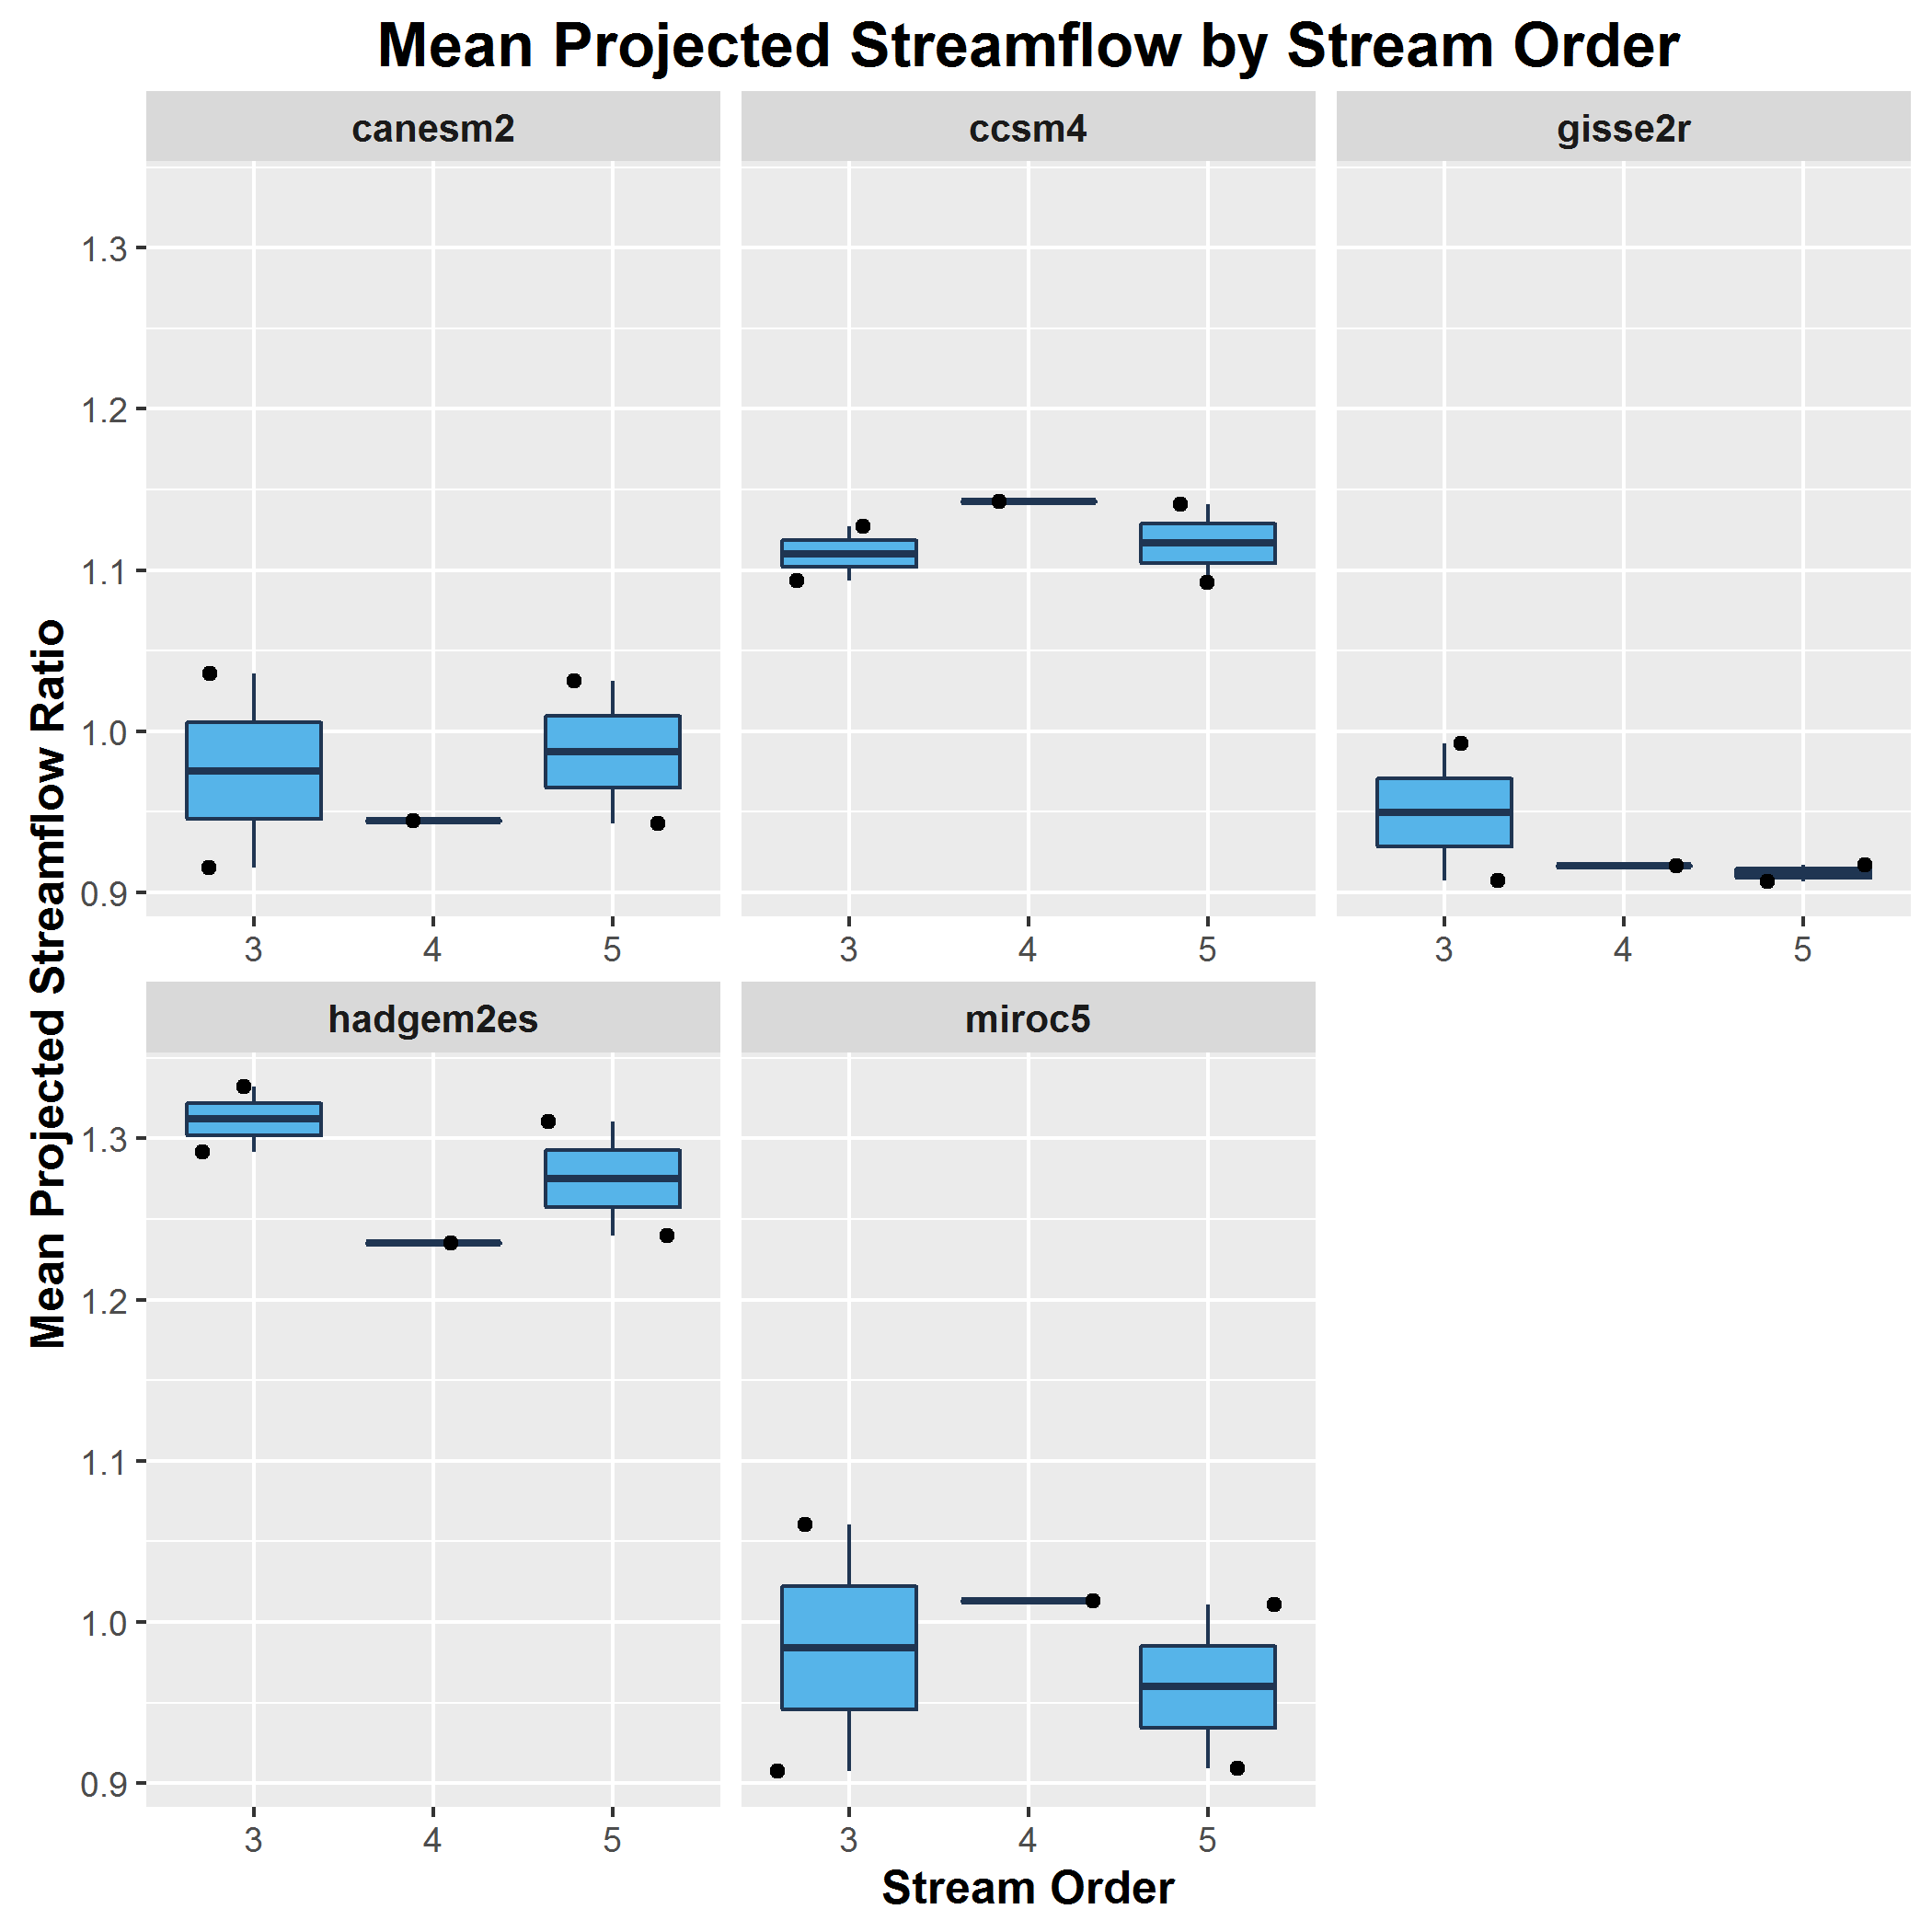 Mean Projected Streamflow by Stream Order
canesm2 ccsm4 gisse2r
Mean Projected Streamflow Ratio
1.3
1.2
1.1
1.0
0.9
3 4 5 3 4 5 3 4 5
hadgem2es miroc5
1.3
1.2
1.1
1.0
0.9
3 4 5 3 4 5
Stream Order